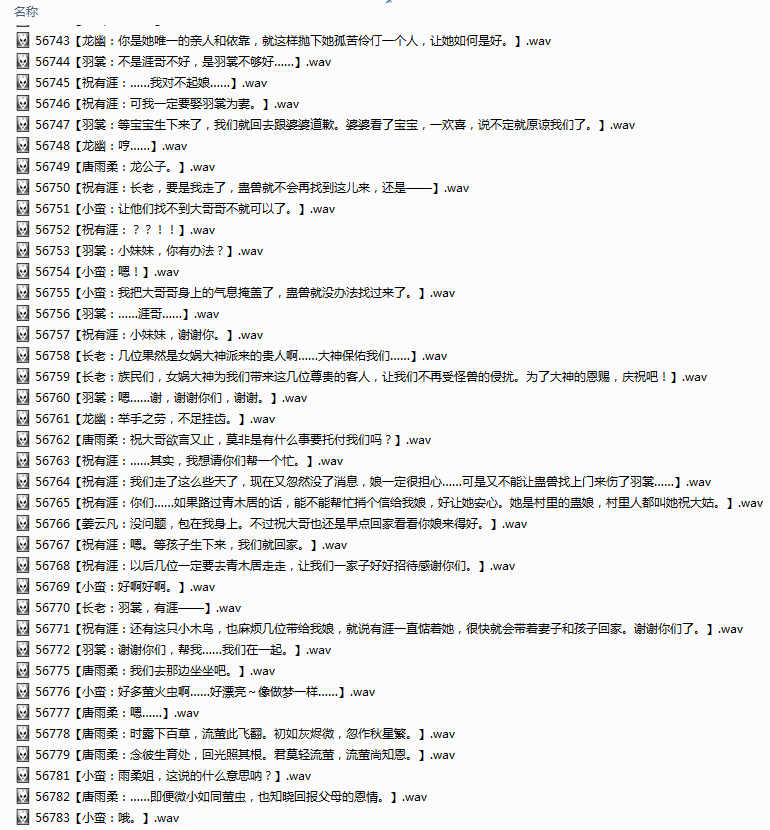 名称
56743【龙幽：你是她唯一的亲人和依靠，就这样抛下她孤苦伶仃一个人，让她如何是好。】.wav
56744【羽裳：不是涯哥不好，是羽裳不够好……】.wav
56745【祝有涯：……我对不起娘……】.wav
56746【祝有涯：可我一定要娶羽裳为妻。】.wav
56747【羽裳：等宝宝生下来了，我们就回去跟婆婆道歉。婆婆看了宝宝，一欢喜，说不定就原谅我们了。】.wav
56748【龙幽：哼……】.wav
56749【唐雨柔：龙公子。】.wav
56750【祝有涯：长老，要是我走了，蛊兽就不会再找到这儿来，还是——】.wav
56751【小蛮：让他们找不到大哥哥不就可以了。】.wav
56752【祝有涯：？？！！】.wav
56753【羽裳：小妹妹，你有办法？】.wav
56754【小蛮：嗯！】.wav
56755【小蛮：我把大哥哥身上的气息掩盖了，蛊兽就没办法找过来了。】.wav
56756【羽裳：……涯哥……】.wav
56757【祝有涯：小妹妹，谢谢你。】.wav
56758【长老：几位果然是女娲大神派来的贵人啊……大神保佑我们……】.wav
56759【长老：族民们，女娲大神为我们带来这几位尊贵的客人，让我们不再受怪兽的侵扰。为了大神的恩赐，庆祝吧！】.wav
56760【羽裳：嗯……谢，谢谢你们，谢谢。】.wav
56761【龙幽：举手之劳，不足挂齿。】.wav
56762【唐雨柔：祝大哥欲言又止，莫非是有什么事要托付我们吗？】.wav
56763【祝有涯：……其实，我想请你们帮一个忙。】.wav
56764【祝有涯：我们走了这么些天了，现在又忽然没了消息，娘一定很担心……可是又不能让蛊兽找上门来伤了羽裳……】.wav
56765【祝有涯：你们……如果路过青木居的话，能不能帮忙捎个信给我娘，好让她安心。她是村里的蛊娘，村里人都叫她祝大姑。】.wav
56766【姜云凡：没问题，包在我身上。不过祝大哥也还是早点回家看看你娘来得好。】.wav
56767【祝有涯：嗯。等孩子生下来，我们就回家。】.wav
56768【祝有涯：以后几位一定要去青木居走走，让我们一家子好好招待感谢你们。】.wav
56769【小蛮：好啊好啊。】.wav
56770【长老：羽裳，有涯——】.wav
56771【祝有涯：还有这只小木鸟，也麻烦几位带给我娘，就说有涯一直惦着她，很快就会带着妻子和孩子回家。谢谢你们了。】.wav
56772【羽裳：谢谢你们，帮我……我们在一起。】.wav
56775【唐雨柔：我们去那边坐坐吧。】.wav
56776【小蛮：好多萤火虫啊……好漂亮～像做梦一样……】.wav
56777【唐雨柔：嗯……】.wav
56778【唐雨柔：时露下百草，流萤此飞翻。初如灰烬微，忽作秋星繁。】.wav
56779【唐雨柔：念彼生育处，回光照其根。君莫轻流萤，流萤尚知恩。】.wav
56781【小蛮：雨柔姐，这说的什么意思呐？】.wav
56782【唐雨柔：……即便微小如同萤虫，也知晓回报父母的恩情。】.wav
56783【小蛮：哦。】.wav